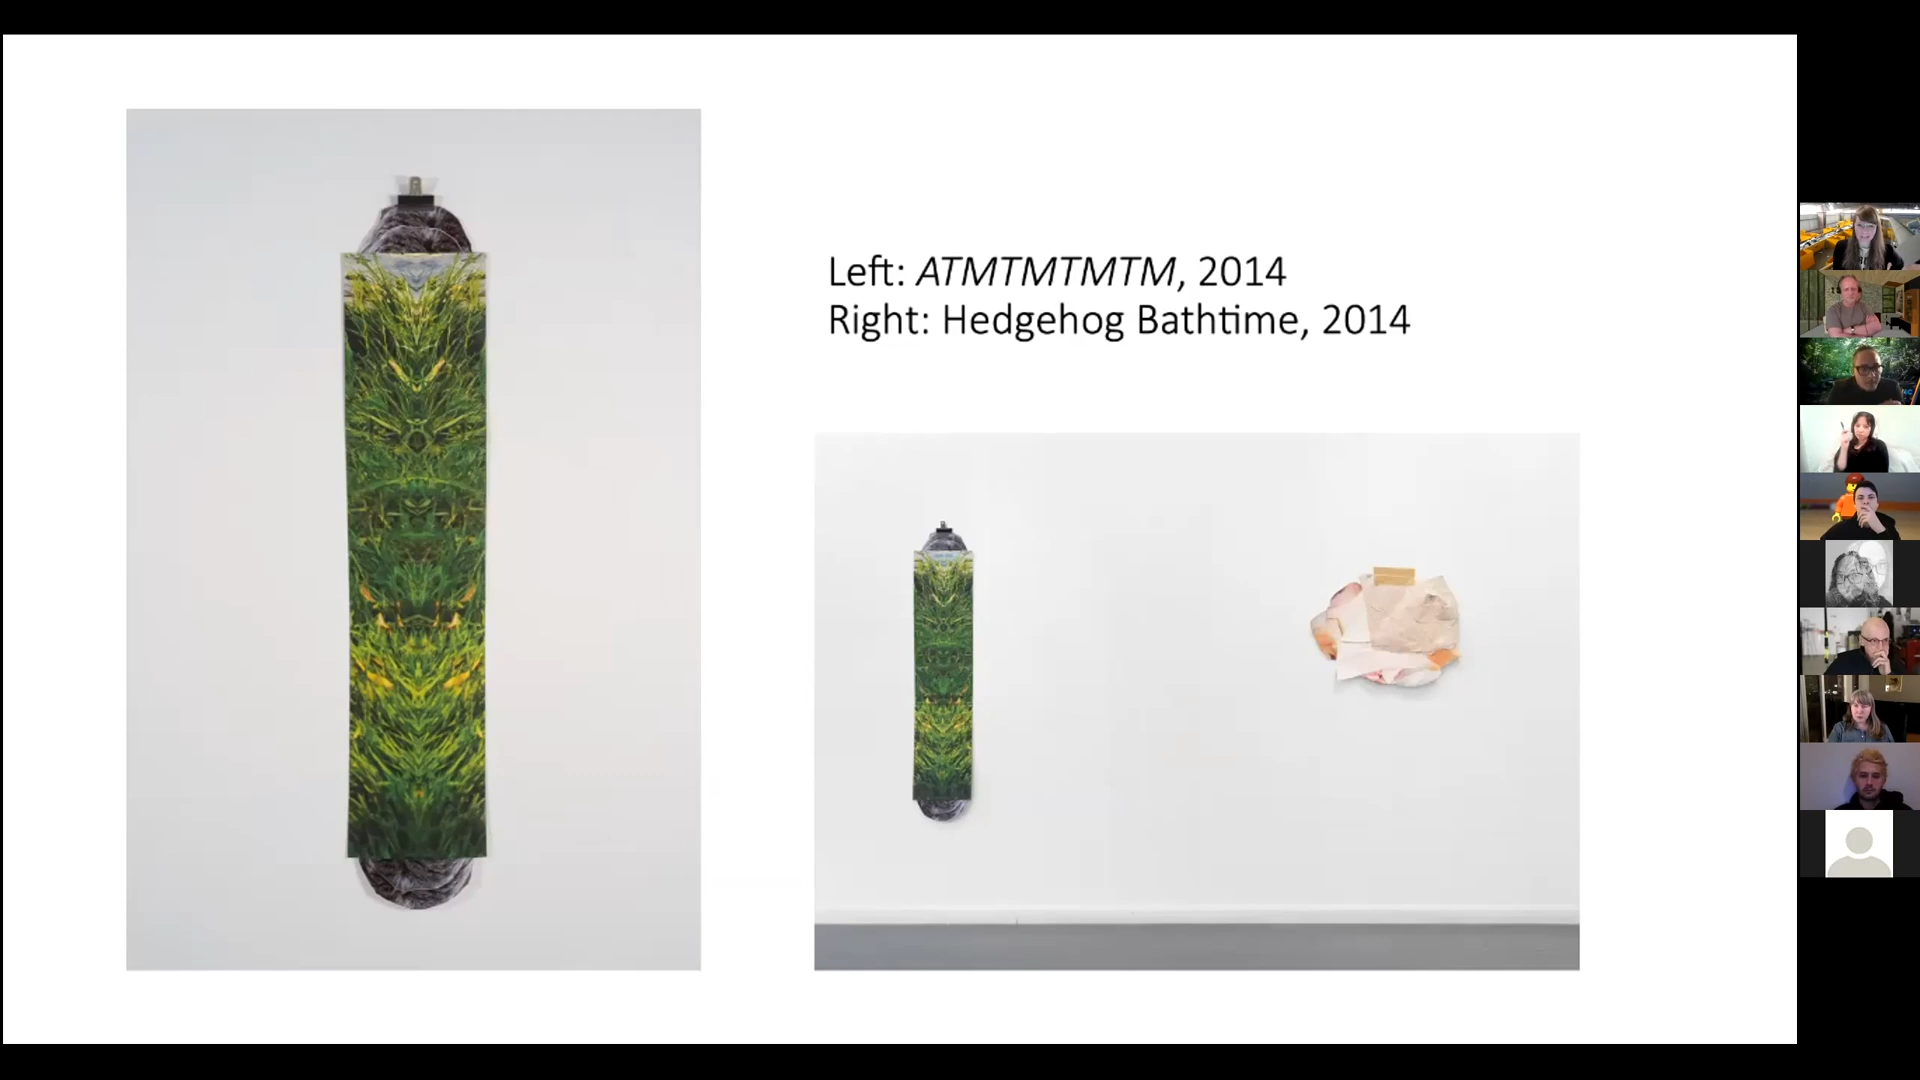 Left: ATMTMTMTM, 2014
Right: Hedgehog Bathtime, 2014